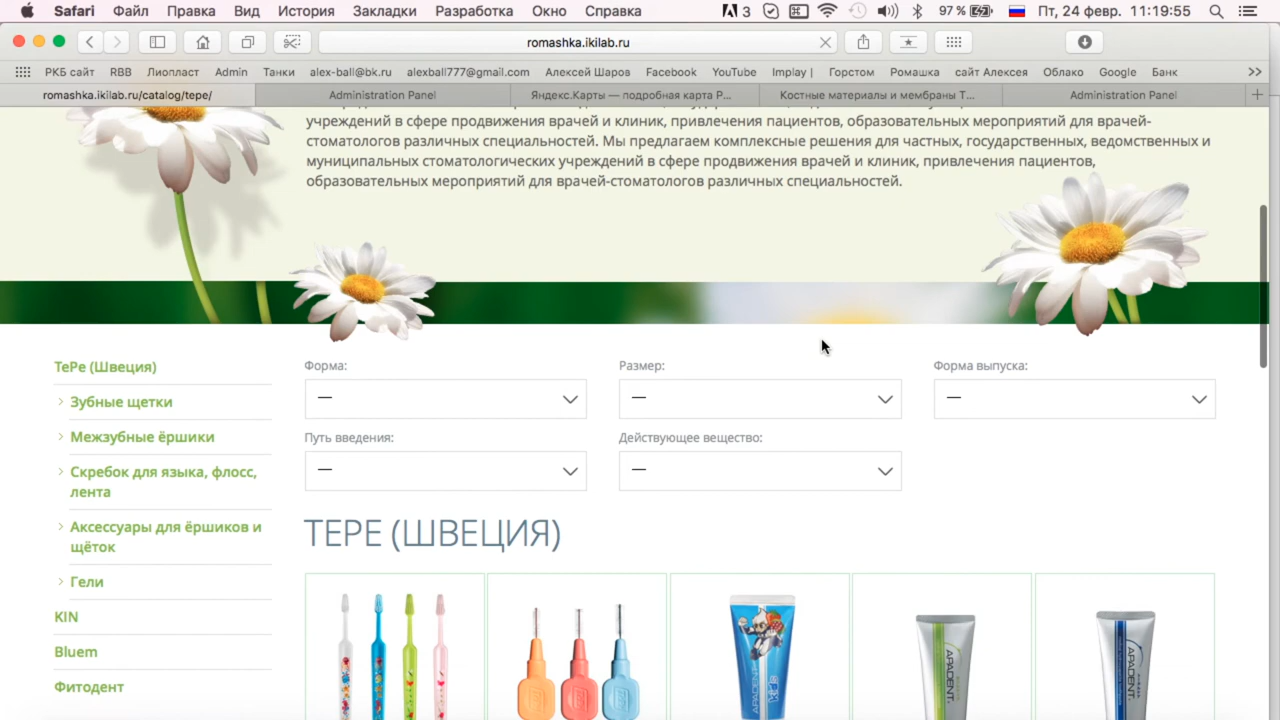 Safari Файл Правка Вид История Закладки Разработка Окно Справка 3 97 % Пт, 24 февр. 11:19:55
romashka.ikilab.ru
РКБ сайт RBB Лиопласт Admin Танки alex-ball@bk.ru alexball777@gmail.com Алексей Шаров Facebook YouTube Implay | Горстом Ромашка сайт Алексея Облако Google Банк
romashka.ikilab.ru/catalog/tepe/ Administration Panel Яндекс.Карты — подробная карта Р... Костные материалы и мембраны Т... Administration Panel
учреждений в сфере продвижения врачей и клиник, привлечения пациентов, образовательных мероприятий для врачей-
стоматологов различных специальностей. Мы предлагаем комплексные решения для частных, государственных, ведомственных и
муниципальных стоматологических учреждений в сфере продвижения врачей и клиник, привлечения пациентов,
образовательных мероприятий для врачей-стоматологов различных специальностей.
TePe (Швеция)
Зубные щетки
Межзубные ёршики
Скребок для языка, флосс,
лента
Аксессуары для ёршиков и
щёток
Гели
KIN
Bluem
Фитодент
Форма: Размер: Форма выпуска:
— — —
Путь введения: Действующее вещество:
— —
TEPE (ШВЕЦИЯ)
APADENT APADENT
APADENT Kids